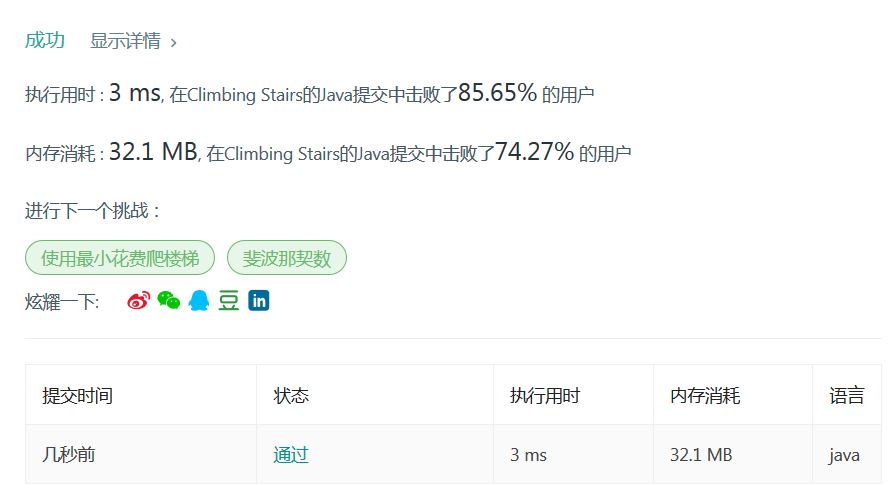 成功 显示详情 ›
执行用时 : 3 ms, 在Climbing Stairs的Java提交中击败了85.65% 的用户
内存消耗 : 32.1 MB, 在Climbing Stairs的Java提交中击败了74.27% 的用户
进行下一个挑战：
使用最小花费爬楼梯 斐波那契数
炫耀一下: 豆 in
提交时间 状态 执行用时 内存消耗 语言
几秒前 通过 3 ms 32.1 MB java